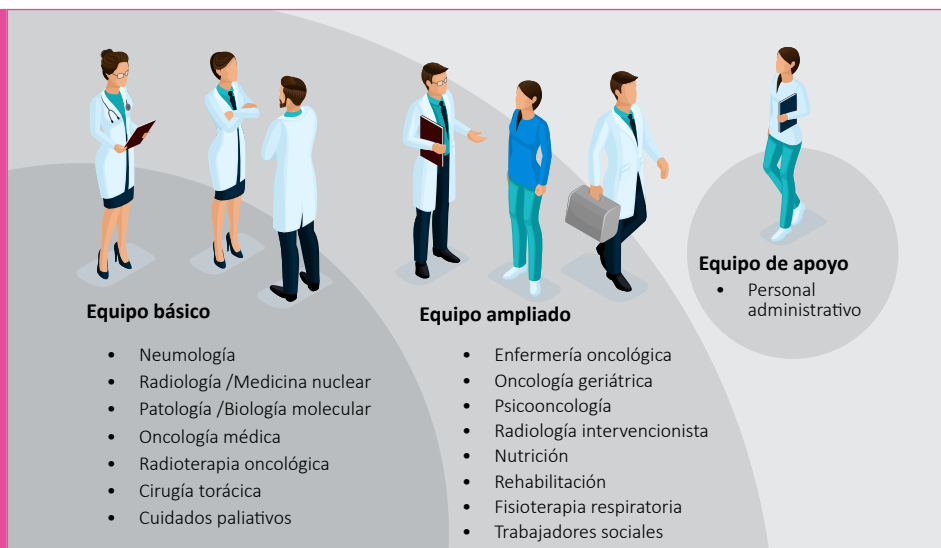 Equipo básico
• Neumología
• Radiología /Medicina nuclear
• Patología /Biología molecular
• Oncología médica
• Radioterapia oncológica
• Cirugía torácica
• Cuidados paliativos
Equipo ampliado
• Enfermería oncológica
• Oncología geriátrica
• Psicooncología
• Radiología intervencionista
• Nutrición
• Rehabilitación
• Fisioterapia respiratoria
• Trabajadores sociales
Equipo de apoyo
• Personal
administrativo